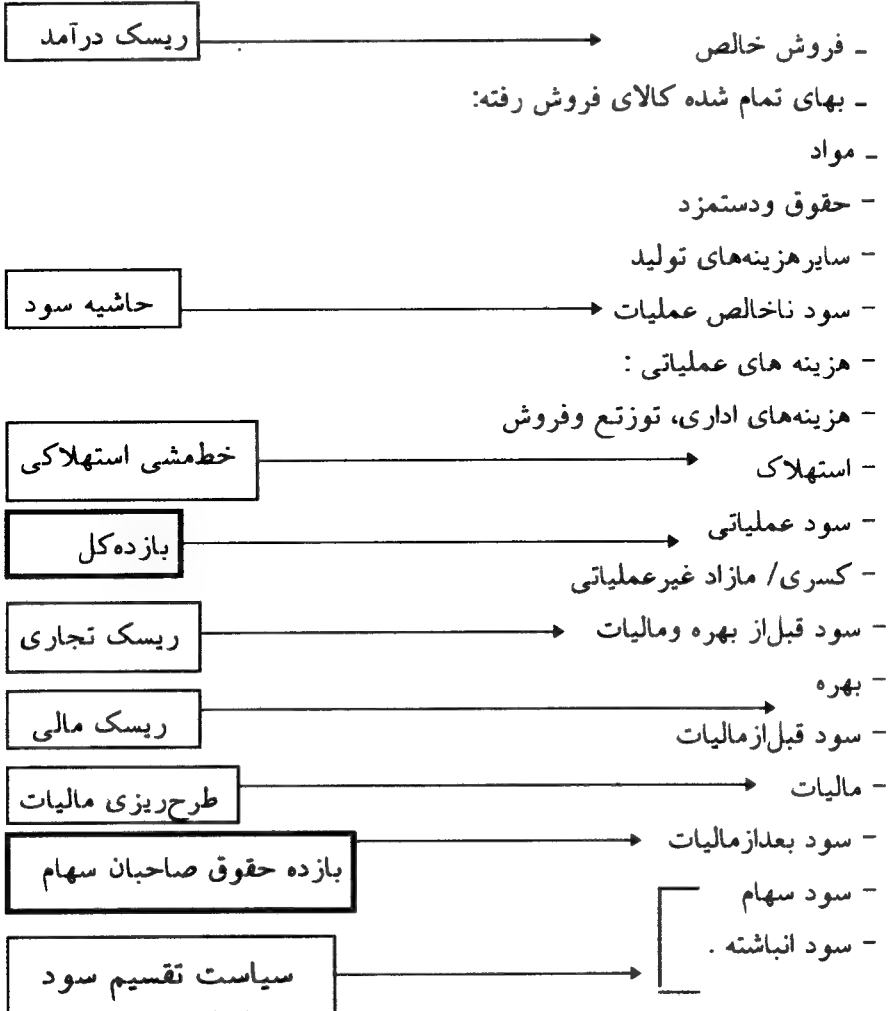 ـ فروش خالص
ریسک درآمد
ـ بهای تمام شده کالای فروش رفته:
ـ مواد
- حقوق ودستمزد
- سایرهزینه‌های تولید
- سود ناخالص عملیات
حاشیه سود
- هزینه های عملیاتی :
- هزینه‌های اداری، توزتع وفروش
- استهلاک
خط‌مشی استهلاکی
- سود عملیاتی
بازده‌کل
- کسری/ مازاد غیرعملیاتی
- سود قبل‌از بهره ومالیات
ریسک تجاری
- بهره
ریسک مالی
- سود قبل‌ازمالیات
- مالیات
طرح‌ریزی مالیات
- سود بعدازمالیات
بازده حقوق صاحبان سهام
- سود سهام
- سود انباشته .
سیاست تقسیم سود